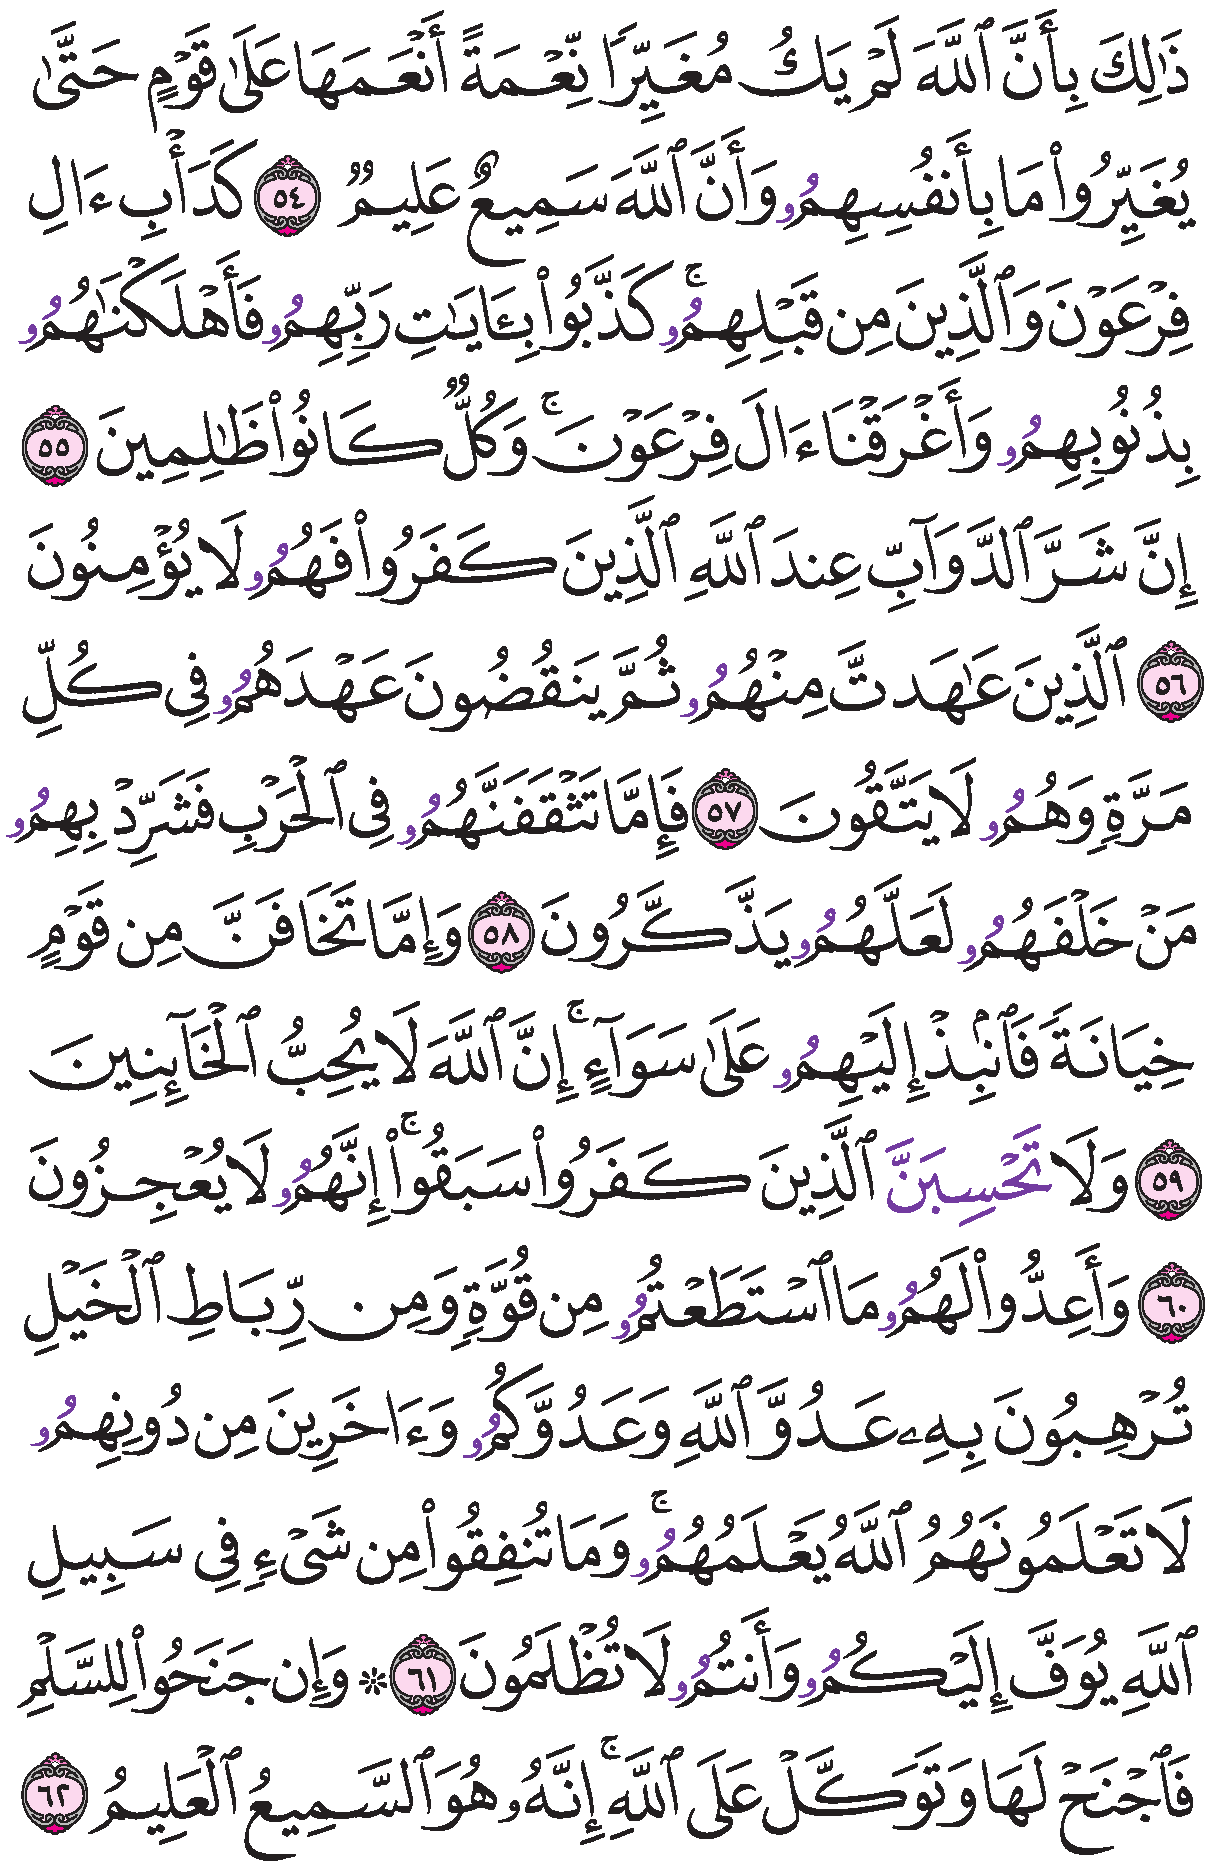 ذَٰلِكَ بِأَنَّ ٱللَّهَ لَمْ يَكُ مُغَيِّرًا نِّعْمَةً أَنْعَمَهَا عَلَىٰ قَوْمٍ حَتَّىٰ
يُغَيِّرُواْ مَا بِأَنفُسِهِمُۥ وَأَنَّ ٱللَّهَ سَمِيعٌ عَلِيمٌ ٥٤ كَدَأْبِ ءَالِ
فِرْعَوْنَ وَٱلَّذِينَ مِن قَبْلِهِمُۥۚ كَذَّبُواْ بِـَٔايَٰتِ رَبِّهِمُۥ فَأَهْلَكْنَٰهُمُۥ
بِذُنُوبِهِمُۥ وَأَغْرَقْنَا ءَالَ فِرْعَوْنَۚ وَكُلٌّ كَانُواْ ظَٰلِمِينَ ٥٥
إِنَّ شَرَّ ٱلدَّوَآبِّ عِندَ ٱللَّهِ ٱلَّذِينَ كَفَرُواْ فَهُمُۥ لَا يُؤْمِنُونَ
٥٦ ٱلَّذِينَ عَٰهَدتَّ مِنْهُمُۥ ثُمَّ يَنقُضُونَ عَهْدَهُمُۥ فِي كُلِّ
مَرَّةٍ وَهُمُۥ لَا يَتَّقُونَ ٥٧ فَإِمَّا تَثْقَفَنَّهُمُۥ فِي ٱلْحَرْبِ فَشَرِّدْ بِهِمُۥ
مَنْ خَلْفَهُمُۥ لَعَلَّهُمُۥ يَذَّكَّرُونَ ٥٨ وَإِمَّا تَخَافَنَّ مِن قَوْمٍ
خِيَانَةً فَٱنۢبِذْ إِلَيْهِمُۥ عَلَىٰ سَوَآءٍۚ إِنَّ ٱللَّهَ لَا يُحِبُّ ٱلْخَآئِنِينَ
٥٩ وَلَا تَحْسِبَنَّ ٱلَّذِينَ كَفَرُواْ سَبَقُوٓاْۚ إِنَّهُمُۥ لَا يُعْجِزُونَ
٦٠ وَأَعِدُّواْ لَهُمُۥ مَا ٱسْتَطَعْتُمُۥ مِن قُوَّةٍ وَمِن رِّبَاطِ ٱلْخَيْلِ
تُرْهِبُونَ بِهِۦ عَدُوَّ ٱللَّهِ وَعَدُوَّكُمُۥ وَءَاخَرِينَ مِن دُونِهِمُۥ
لَا تَعْلَمُونَهُمُ ٱللَّهُ يَعْلَمُهُمُۥۚ وَمَا تُنفِقُواْ مِن شَيْءٍ فِي سَبِيلِ
ٱللَّهِ يُوَفَّ إِلَيْكُمُۥ وَأَنتُمُۥ لَا تُظْلَمُونَ ٦١ ۞ وَإِن جَنَحُواْ لِلسَّلْمِ
فَٱجْنَحْ لَهَا وَتَوَكَّلْ عَلَى ٱللَّهِۚ إِنَّهُۥ هُوَ ٱلسَّمِيعُ ٱلْعَلِيمُ ٦٢